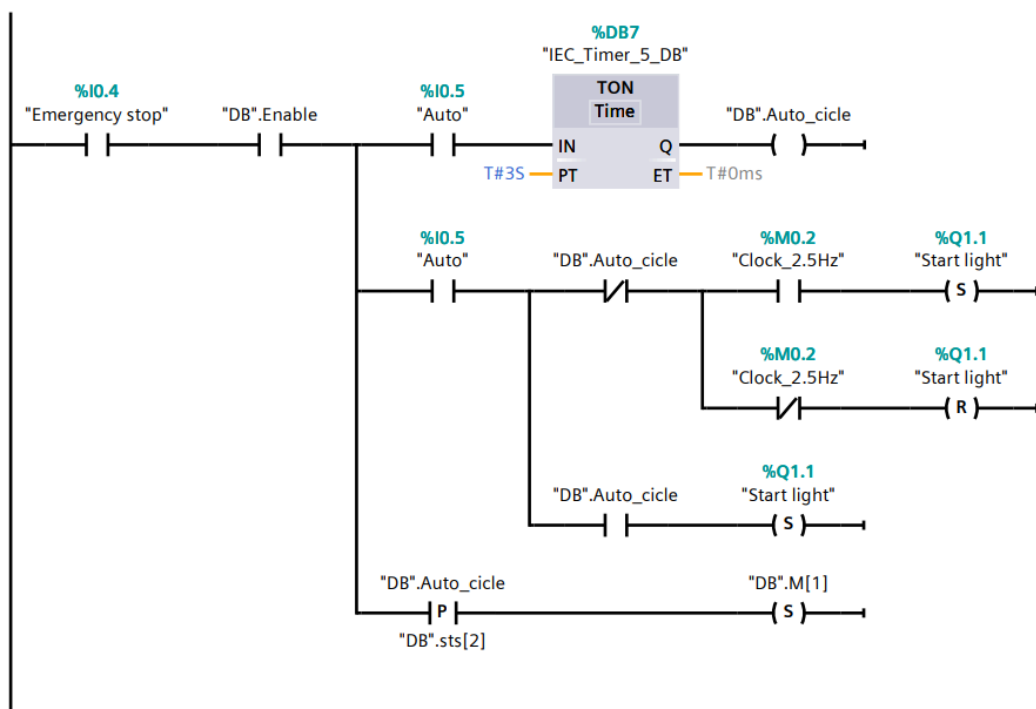 %DB7
"IEC_Timer_5_DB"
%I0.4
"Emergency stop"
"DB".Enable
%I0.5
"Auto"
TON
Time
"DB".Auto_cicle
IN
Q
T#3S
PT
ET
T#0ms
%I0.5
"Auto"
"DB".Auto_cicle
%M0.2
"Clock_2.5Hz"
%Q1.1
"Start light"
S
%M0.2
"Clock_2.5Hz"
%Q1.1
"Start light"
R
"DB".Auto_cicle
%Q1.1
"Start light"
S
"DB".Auto_cicle
P
"DB".sts[2]
"DB".M[1]
S